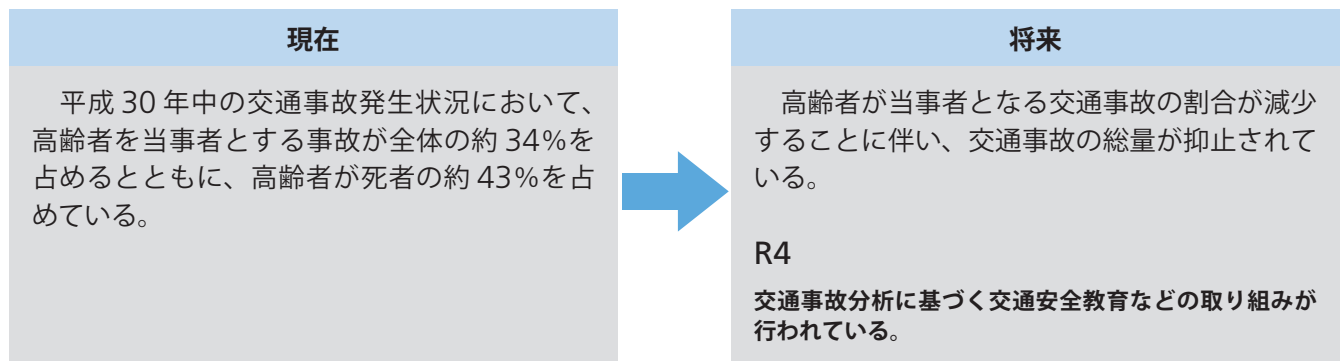 現在
平成 30 年中の交通事故発生状況において、
高齢者を当事者とする事故が全体の約 34%を
占めるとともに、高齢者が死者の約 43%を占
めている。
将来
高齢者が当事者となる交通事故の割合が減少
することに伴い、交通事故の総量が抑止されて
いる。
R4
交通事故分析に基づく交通安全教育などの取り組みが
行われている。